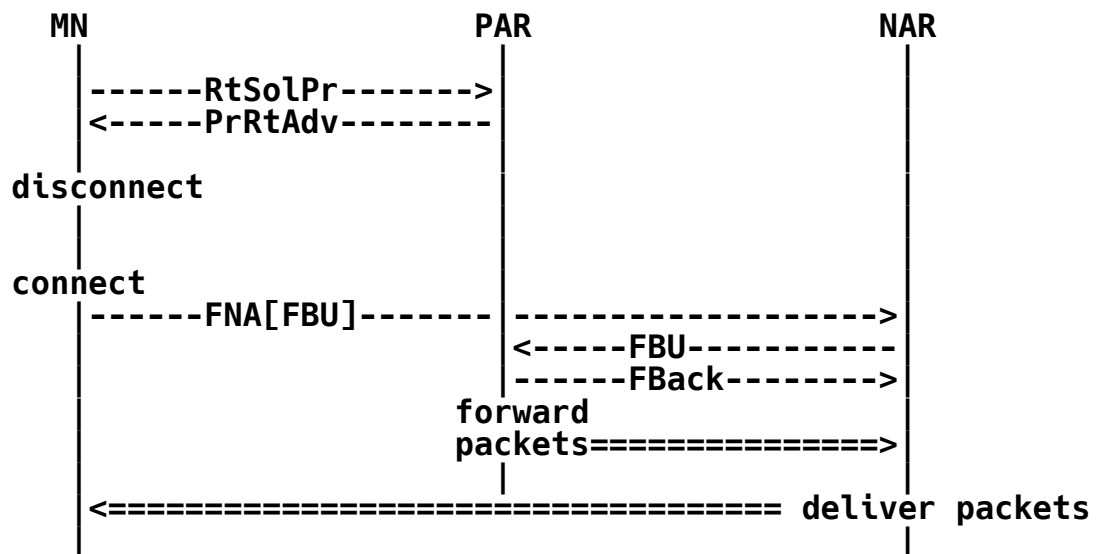 MN PAR NAR
------RtSolPr------->
<-----PrRtAdv--------
disconnect
connect
------FNA[FBU]-------|------------------->
<-----FBU-----------
------FBack-------->
forward
packets===============>
<=================================== deliver packets